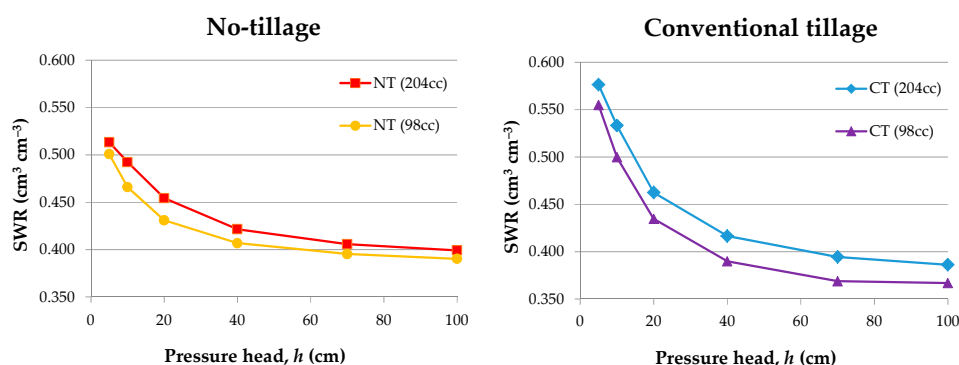 No-tillage
0.600
0.550
0.500
0.450
0.400
0.350
SWR (cm³ cm⁻³)
NT (204cc)
NT (98cc)
0 20 40 60 80 100
Pressure head, h (cm)
Conventional tillage
0.600
0.550
0.500
0.450
0.400
0.350
SWR (cm³ cm⁻³)
CT (204cc)
CT (98cc)
0 20 40 60 80 100
Pressure head, h (cm)